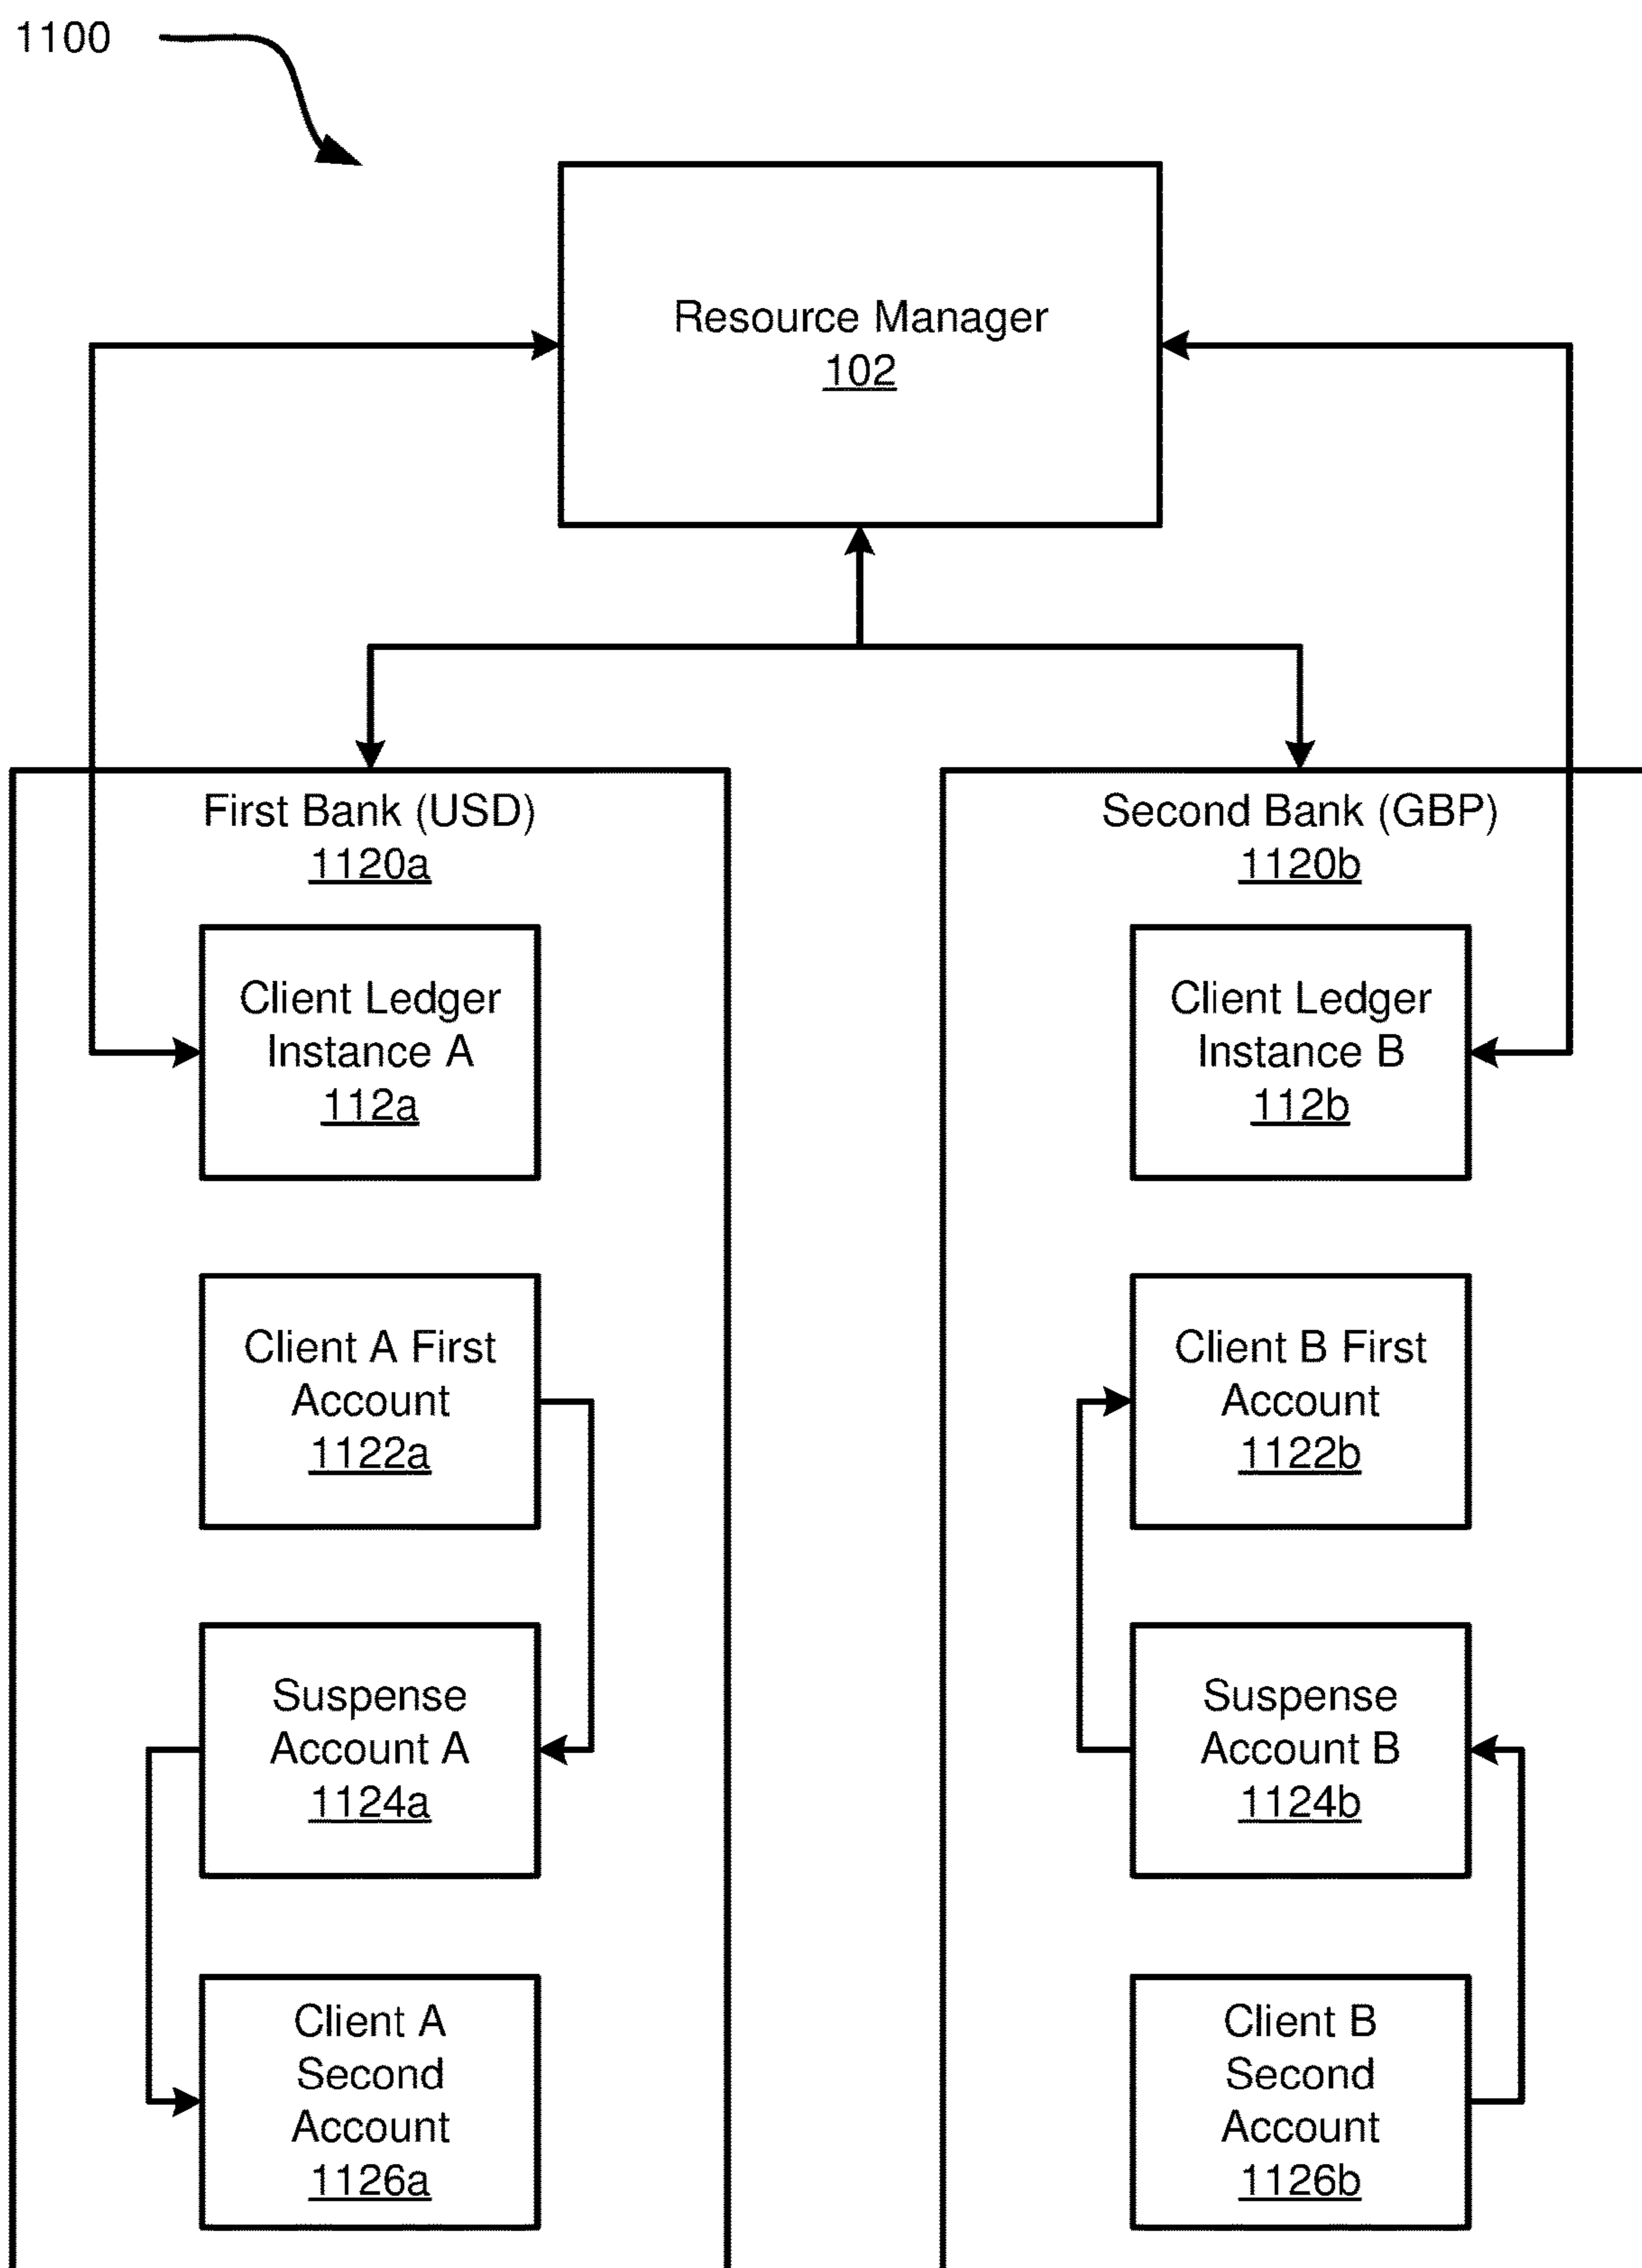 1100
Resource Manager
102
First Bank (USD)
1120a
Client Ledger
Instance A
112a
Client A First
Account
1122a
Suspense
Account A
1124a
Client A
Second
Account
1126a
Second Bank (GBP)
1120b
Client Ledger
Instance B
112b
Client B First
Account
1122b
Suspense
Account B
1124b
Client B
Second
Account
1126b